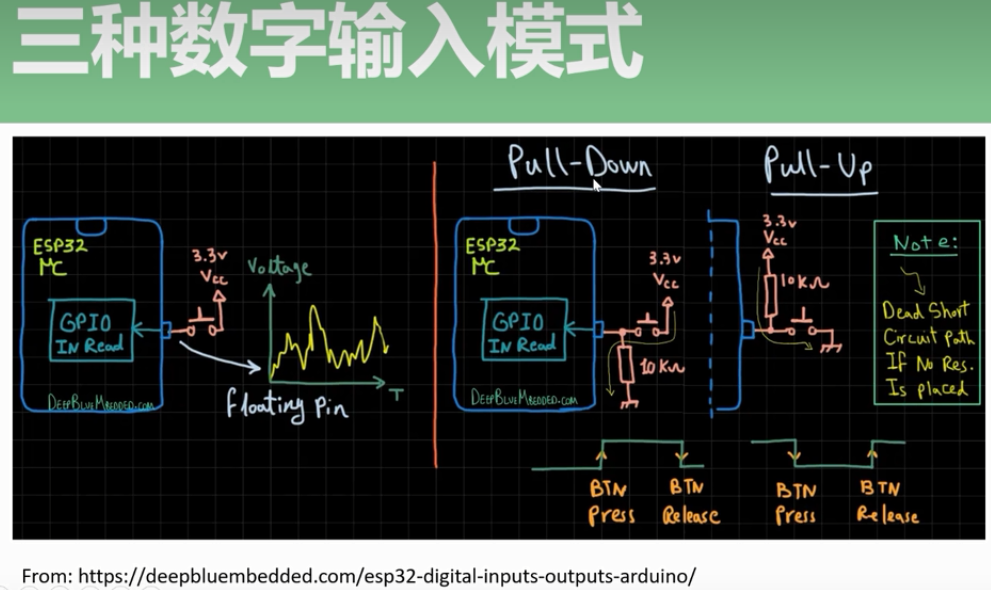 三种数字输入模式
ESP32
μC
GPIO
IN Read
DEEPBLUEMBEDDED.COM
3.3v
Vcc
Voltage
T
Floating Pin
Pull-Down
ESP32
μC
GPIO
IN Read
DEEPBLUEMBEDDED.COM
3.3v
Vcc
10KΩ
BTN
Press
BTN
Release
Pull-Up
3.3v
Vcc
10KΩ
BTN
Press
BTN
Release
Note:
Dead Short
Circuit Path
If No Res.
Is placed
From: https://deepbluembedded.com/esp32-digital-inputs-outputs-arduino/